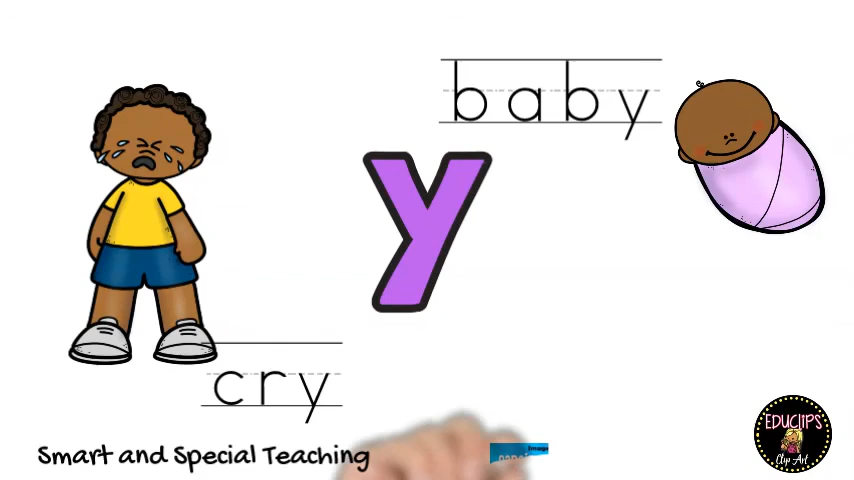 baby
y
cry
Smart and Special Teaching
EDUCLIPS
Clip Art